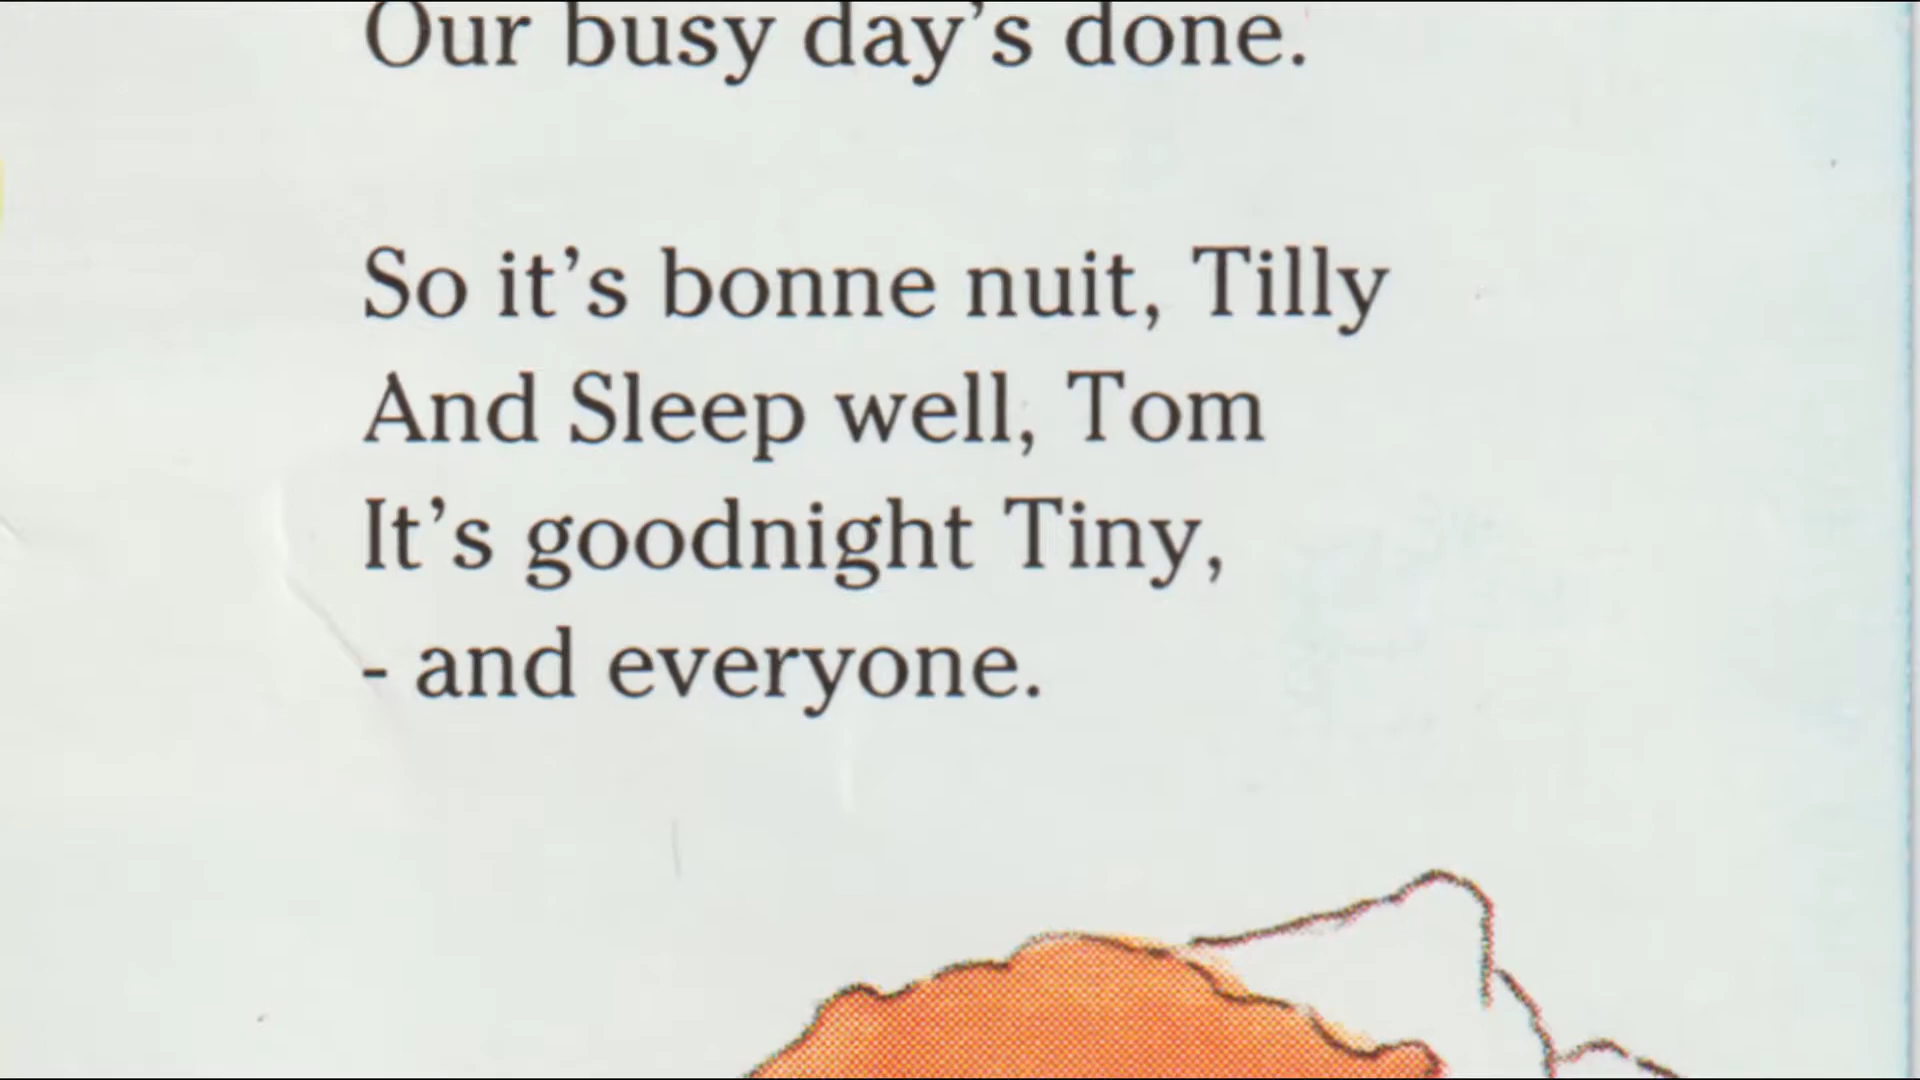 Our busy day's done.
So it's bonne nuit, Tilly
And Sleep well, Tom
It's goodnight Tiny,
- and everyone.